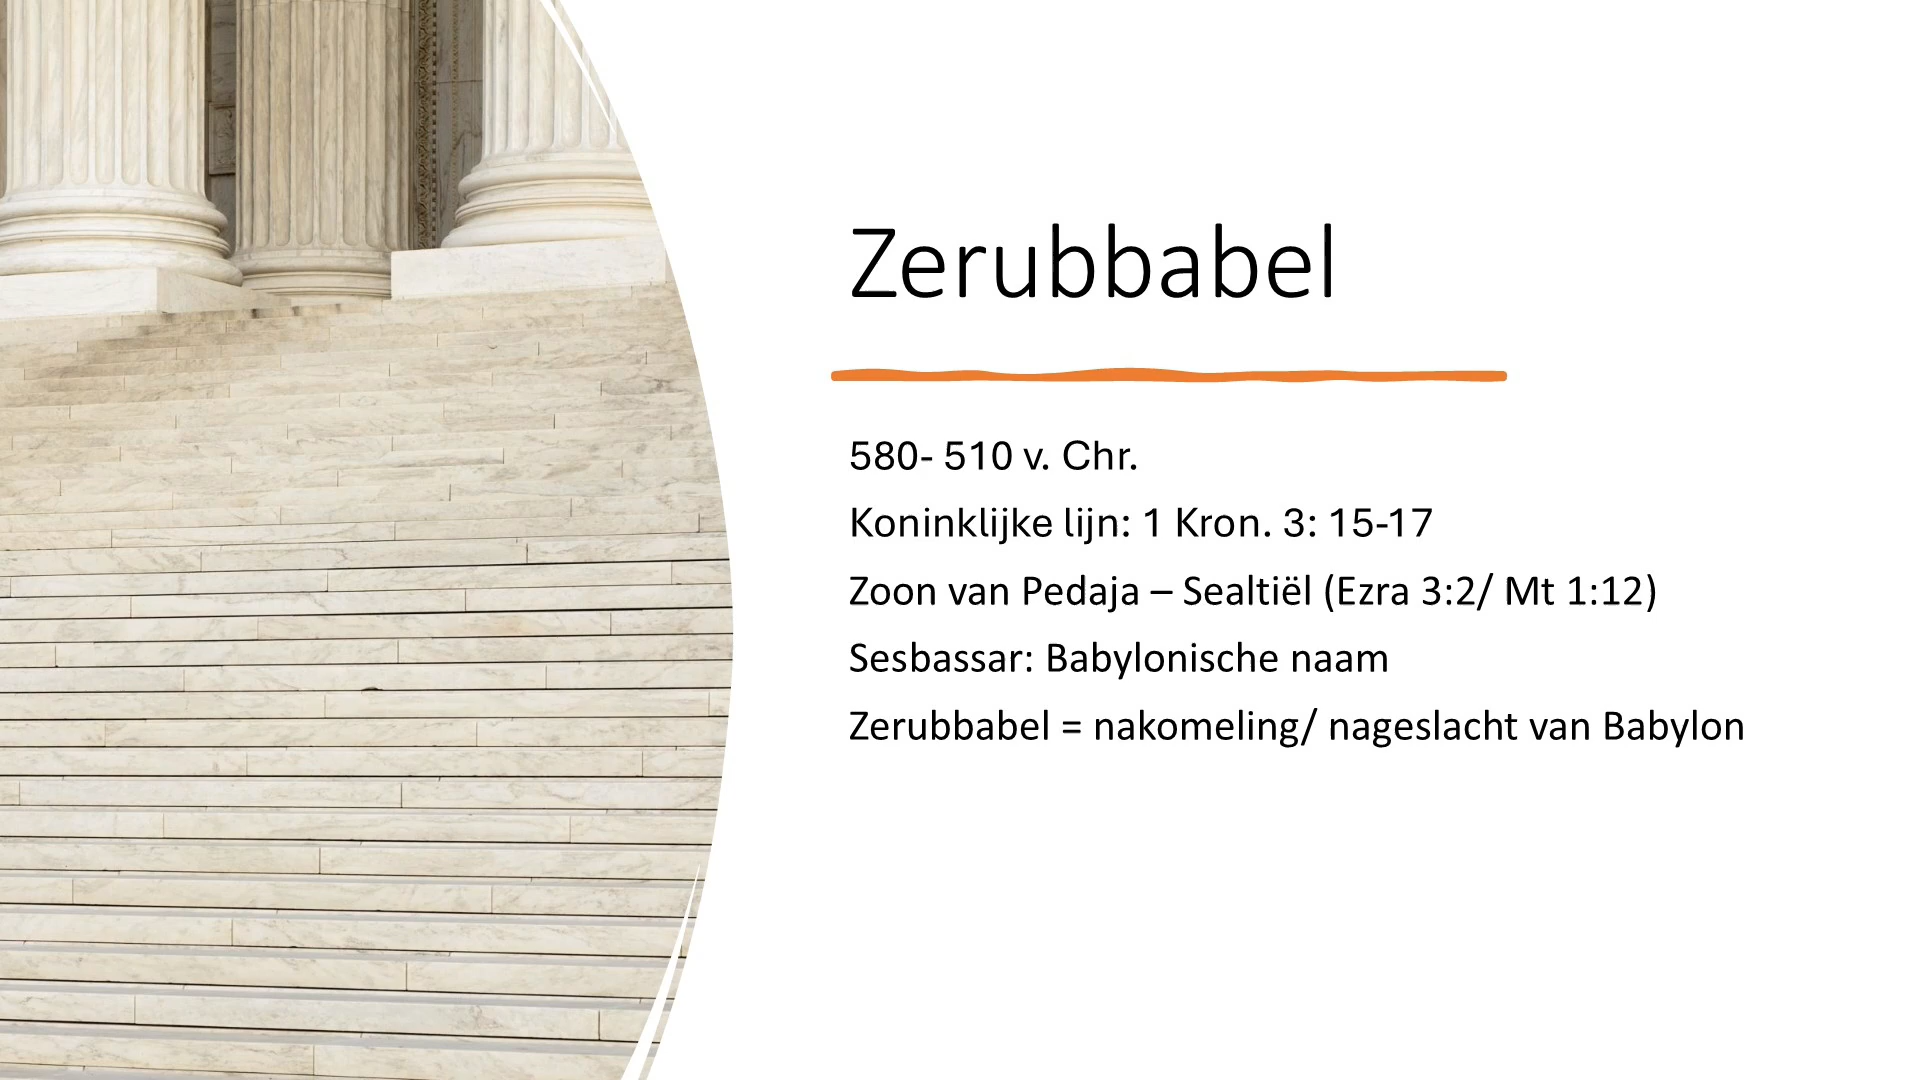 Zerubbabel
580- 510 v. Chr.
Koninklijke lijn: 1 Kron. 3: 15-17
Zoon van Pedaja – Sealtiël (Ezra 3:2/ Mt 1:12)
Sesbassar: Babylonische naam
Zerubbabel = nakomeling/ nageslacht van Babylon